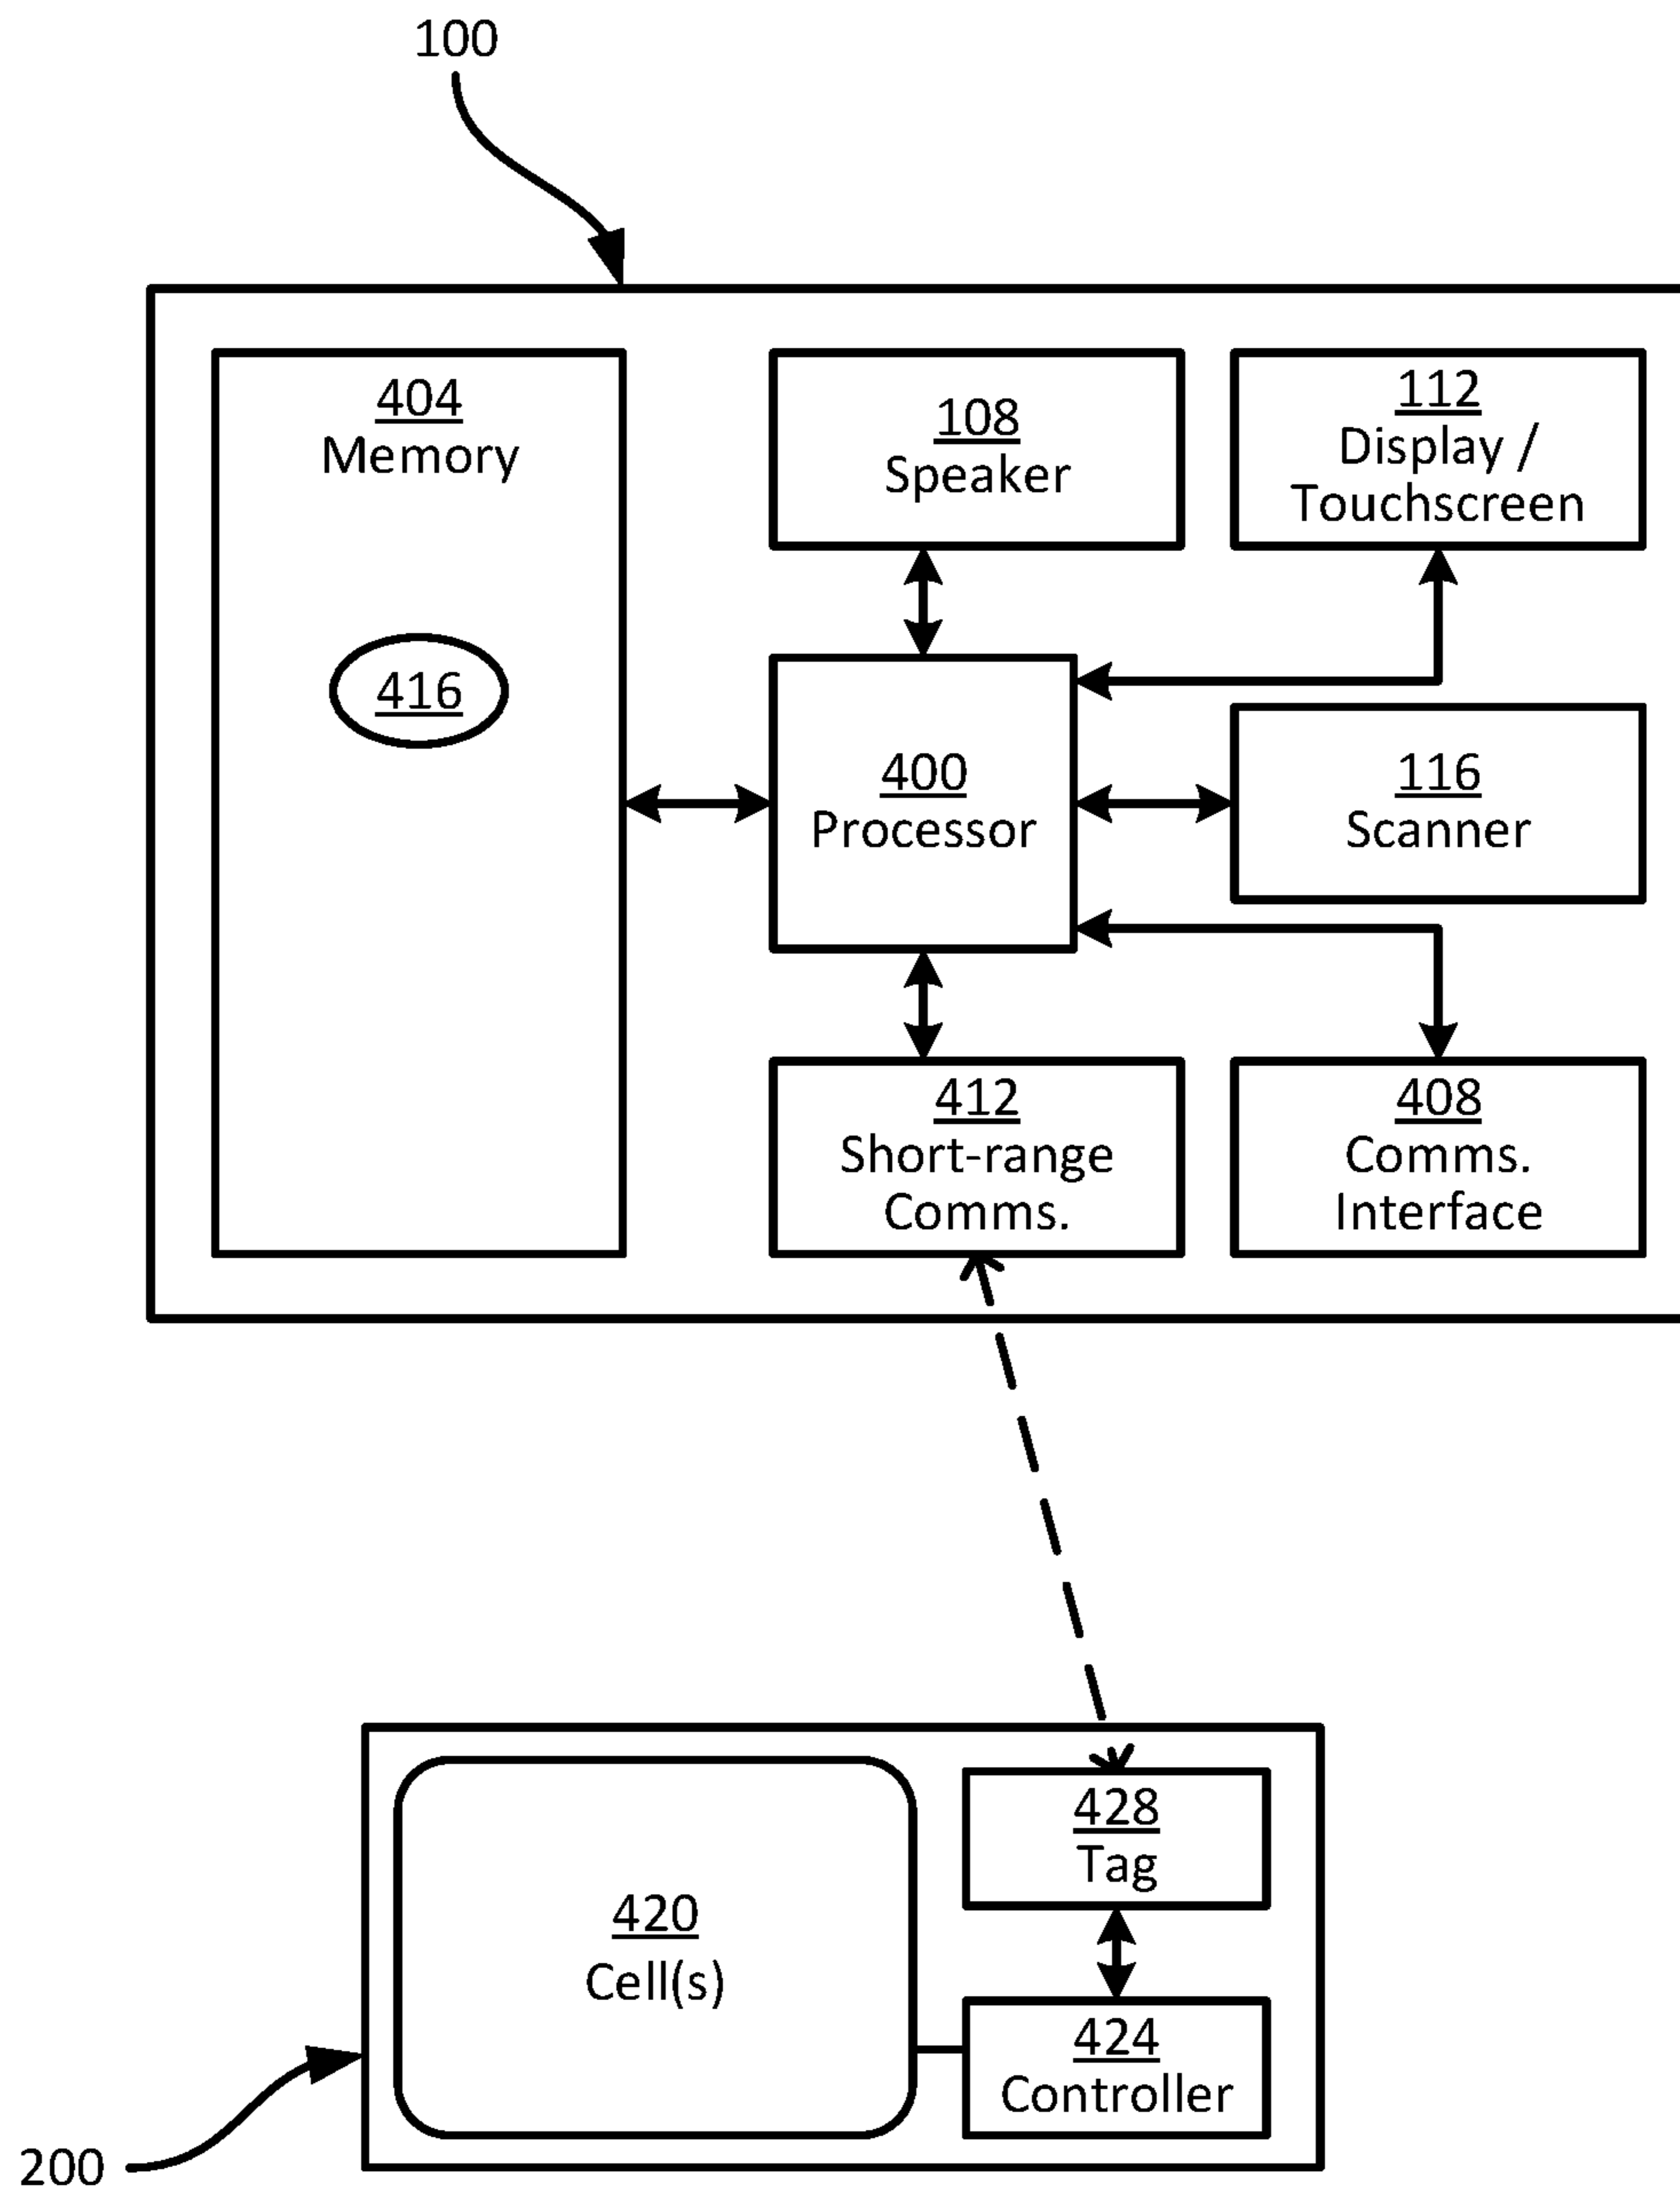 100
404
Memory
108
Speaker
112
Display /
Touchscreen
416
400
Processor
116
Scanner
412
Short-range
Comms.
408
Comms.
Interface
428
Tag
420
Cell(s)
424
Controller
200